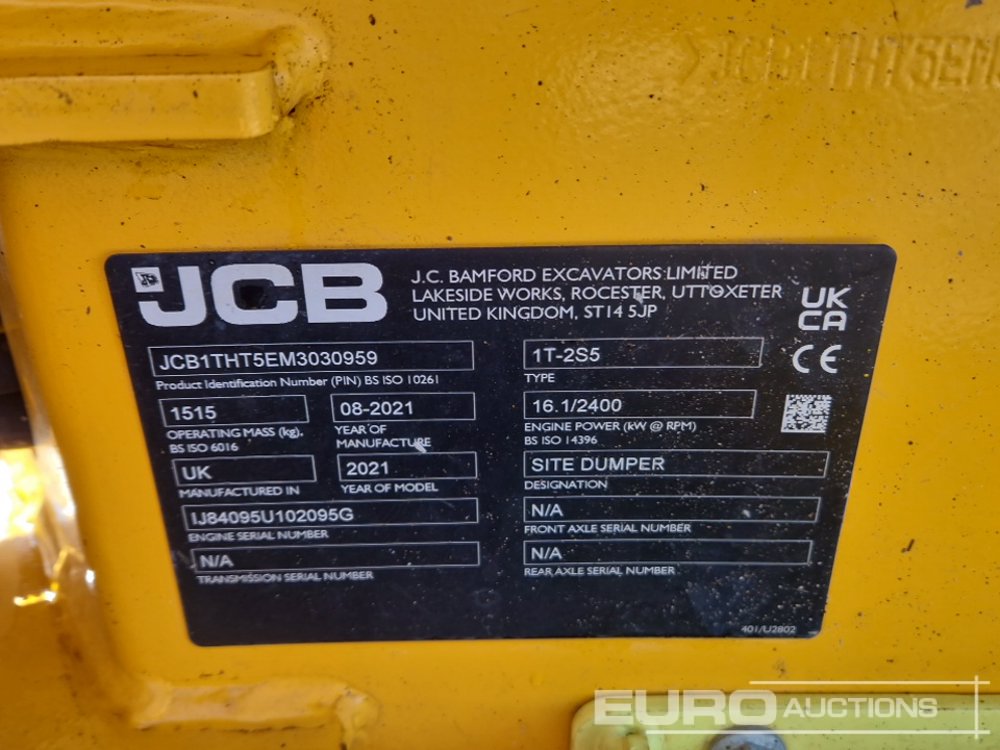 JCB1THT5EM
JCB
J.C. BAMFORD EXCAVATORS LIMITED
LAKESIDE WORKS, ROCESTER, UTTOXETER
UNITED KINGDOM, ST14 5JP
UK
CA
CE
JCB1THT5EM3030959
Product Identification Number (PIN) BS ISO 10261
1515
OPERATING MASS (kg).
BS ISO 6016
08-2021
YEAR OF
MANUFACTURE
UK
MANUFACTURED IN
2021
YEAR OF MODEL
IJ84095U102095G
ENGINE SERIAL NUMBER
N/A
TRANSMISSION SERIAL NUMBER
1T-2S5
TYPE
16.1/2400
ENGINE POWER (kW @ RPM)
BS ISO 14396
SITE DUMPER
DESIGNATION
N/A
FRONT AXLE SERIAL NUMBER
N/A
REAR AXLE SERIAL NUMBER
401/U2802
EURO AUCTIONS